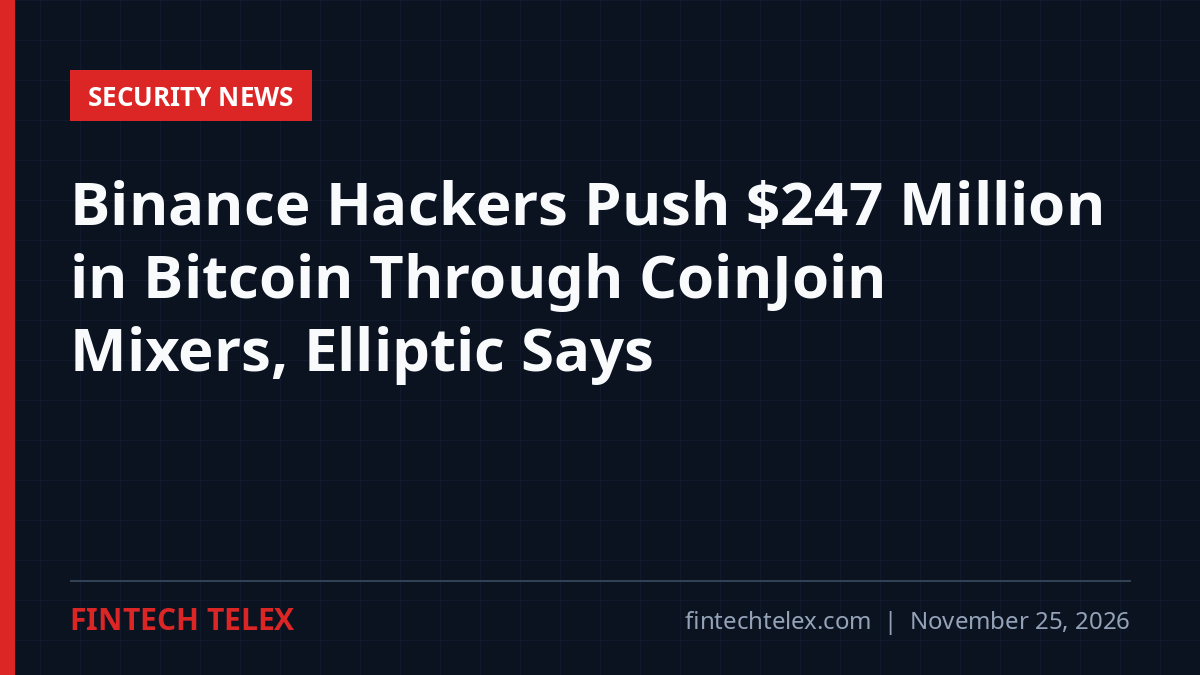 SECURITY NEWS
Binance Hackers Push $247 Million
in Bitcoin Through CoinJoin
Mixers, Elliptic Says
FINTECH TELEX
fintechtelex.com | November 25, 2026